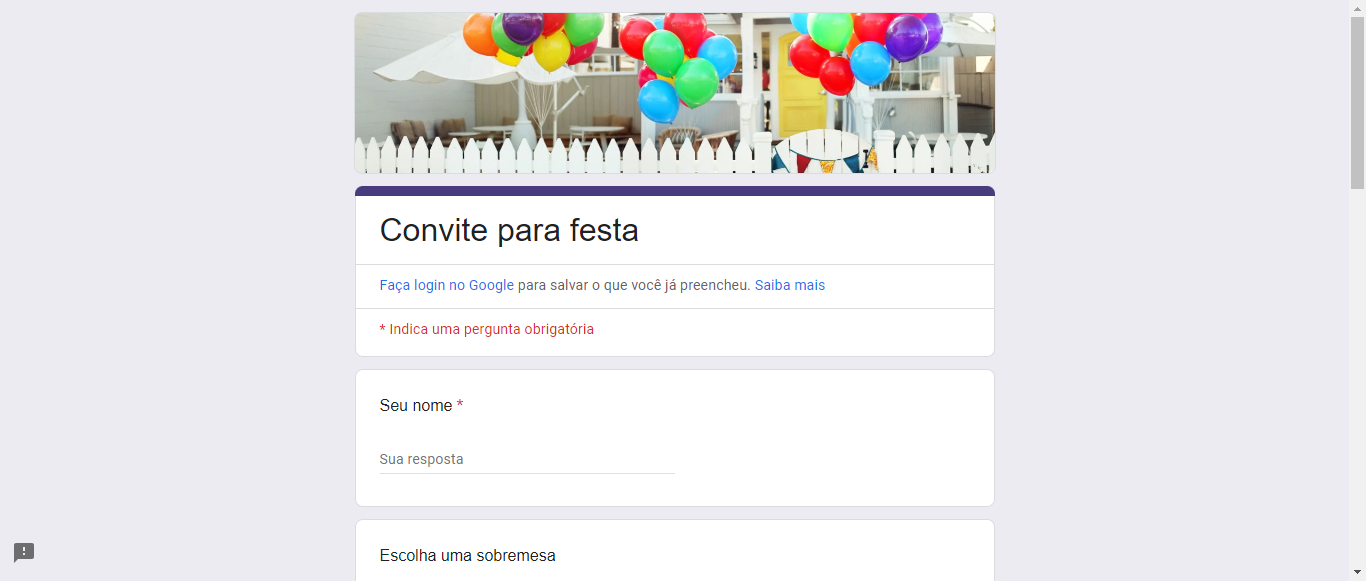 Convite para festa
Faça login no Google para salvar o que você já preencheu. Saiba mais
* Indica uma pergunta obrigatória
Seu nome *
Sua resposta
Escolha uma sobremesa